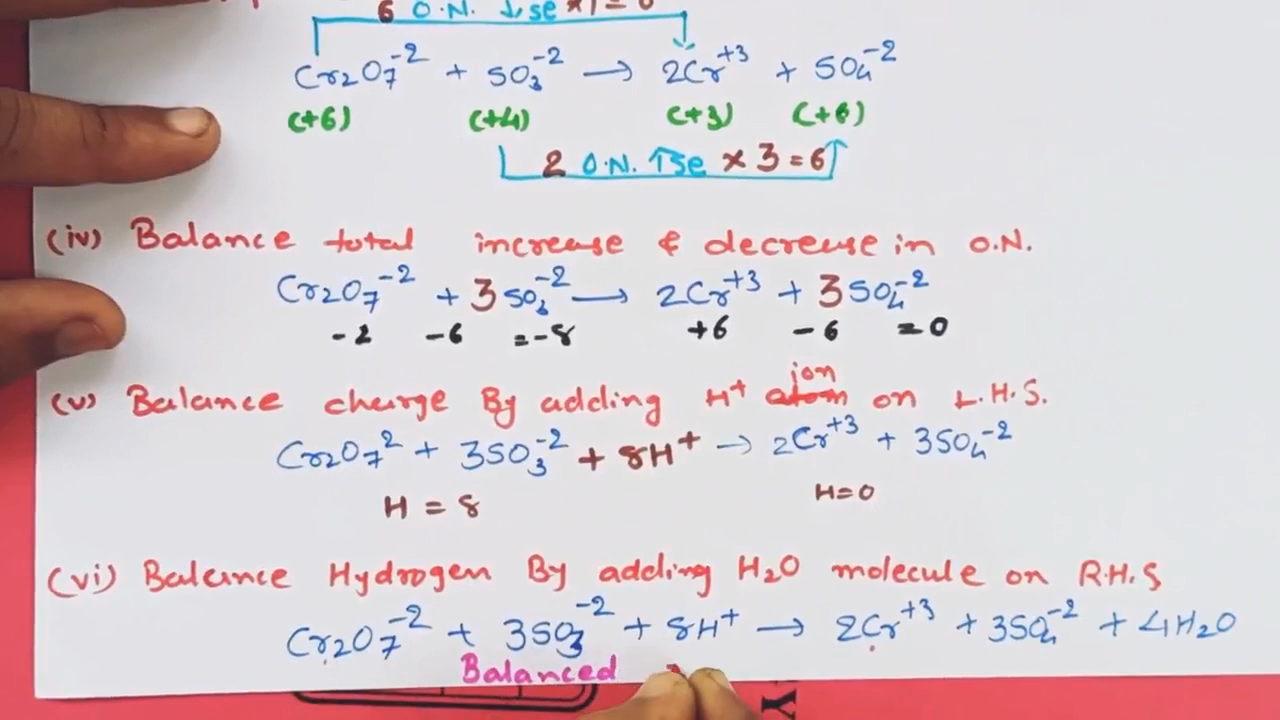 6 O.N. ↓se × 1 = 6
Cr₂O₇⁻² + SO₃⁻² → 2Cr⁺³ + SO₄⁻²
(+6) (+4) (+3) (+6)
2 O.N. ↑se × 3 = 6
(iv) Balance total increase & decrease in O.N.
Cr₂O₇⁻² + 3SO₃⁻² → 2Cr⁺³ + 3SO₄⁻²
-2 -6 =-8 +6 -6 =0
ion
(v) Balance charge By adding H⁺ atom on L.H.S.
Cr₂O₇² + 3SO₃⁻² + 8H⁺ → 2Cr⁺³ + 3SO₄⁻²
H = 8 H=0
(vi) Balance Hydrogen By adding H₂O molecule on R.H.S
Cr₂O₇⁻² + 3SO₃⁻² + 8H⁺ → 2Cr⁺³ + 3SO₄⁻² + 4H₂O
Balanced
Y